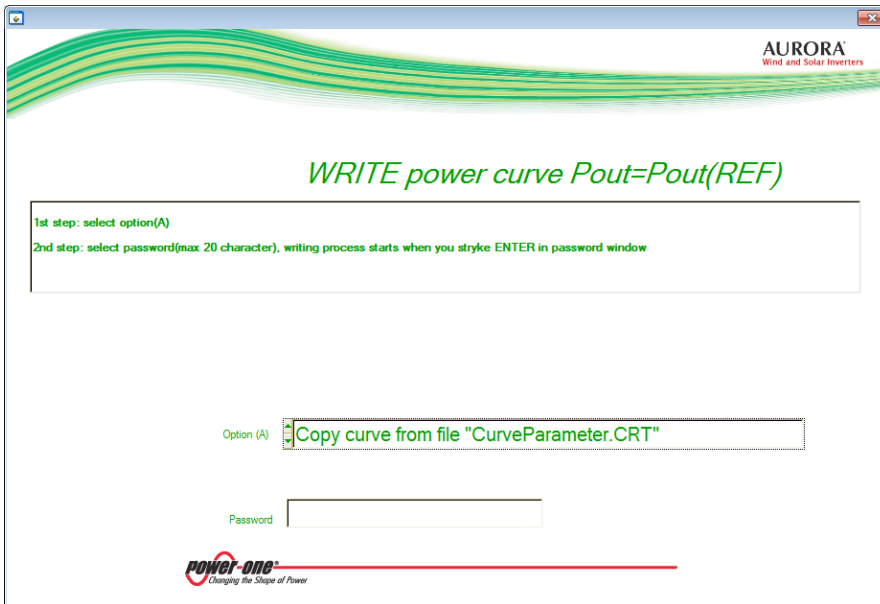 AURORA
Wind and Solar Inverters
WRITE power curve Pout=Pout(REF)
1st step: select option(A)
2nd step: select password(max 20 character), writing process starts when you stryke ENTER in password window
Option (A)
Copy curve from file "CurveParameter.CRT"
Password
power-one
Changing the Shape of Power